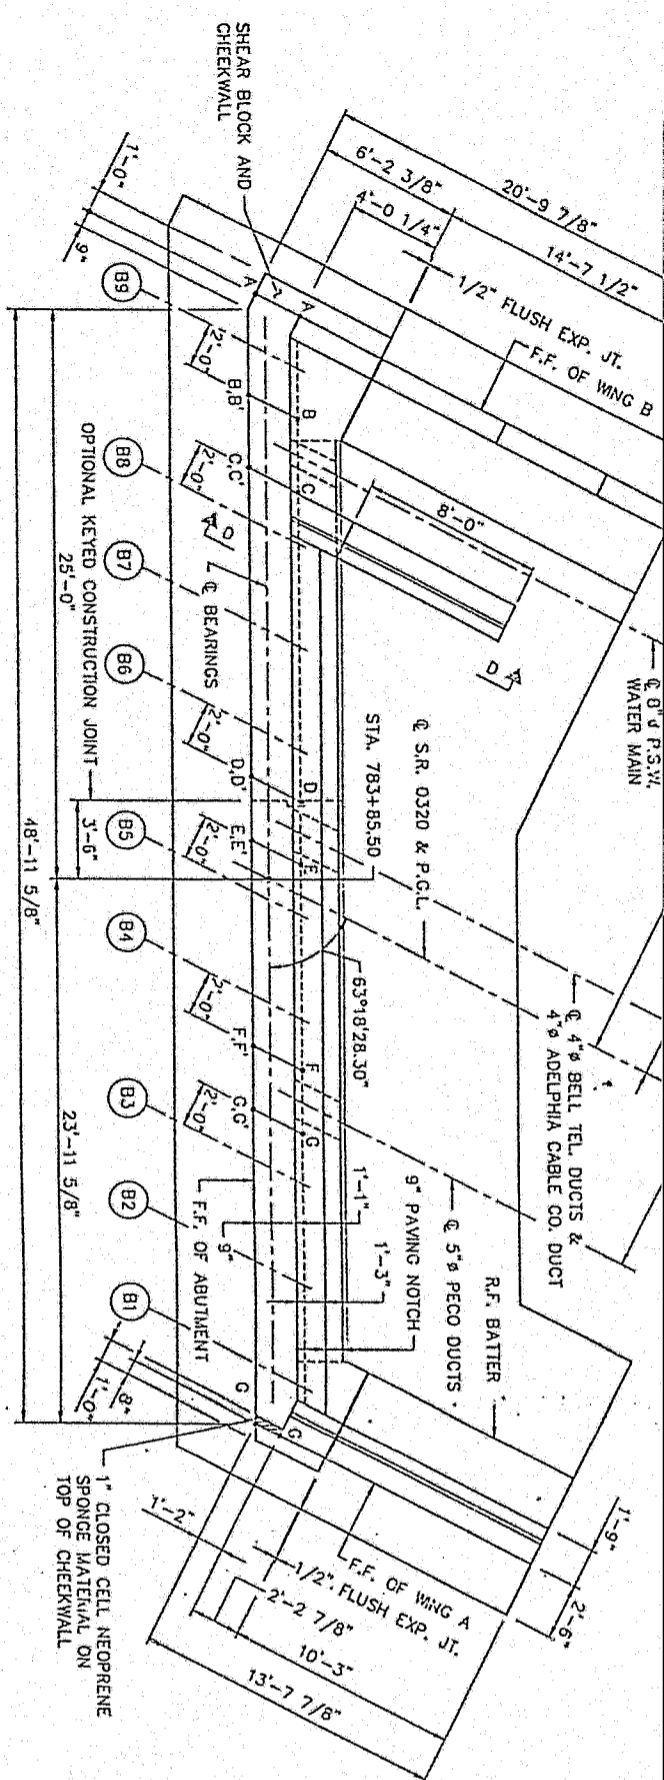 SHEAR BLOCK AND
CHEEKWALL
1'-0"
9"
6'-2 3/8"
20'-9 7/8"
4'-0 1/4"
14'-7 1/2"
1/2" FLUSH EXP. JT.
F.F. OF WING B
B9
2'-0"
B,B'
A
A
B
B8
2'-0"
C,C'
C
D
8'-0"
D
℄ 8"ø P.S.W.
WATER MAIN
B7
OPTIONAL KEYED CONSTRUCTION JOINT
25'-0"
℄ BEARINGS
B6
2'-0"
D,D'
D
STA. 783+85.50
℄ S.R. 0320 & P.G.L.
3'-6"
B5
2'-0"
E,E'
E
48'-11 5/8"
63°18'28.30"
℄ 4"ø BELL TEL. DUCTS &
4"ø ADELPHIA CABLE CO. DUCT
B4
2'-0"
F,F'
F
B3
2'-0"
G,G'
G
23'-11 5/8"
1'-1"
9" PAVING NOTCH
℄ 5"ø PECO DUCTS
B2
F.F. OF ABUTMENT
9"
1'-3"
R.F. BATTER
B1
8"
1'-0"
G
G
1'-9"
2'-6"
1" CLOSED CELL NEOPRENE
SPONGE MATERIAL ON
TOP OF CHEEKWALL
1'-2"
F.F. OF WING A
1/2" FLUSH EXP. JT.
2'-2 7/8"
10'-3"
13'-7 7/8"